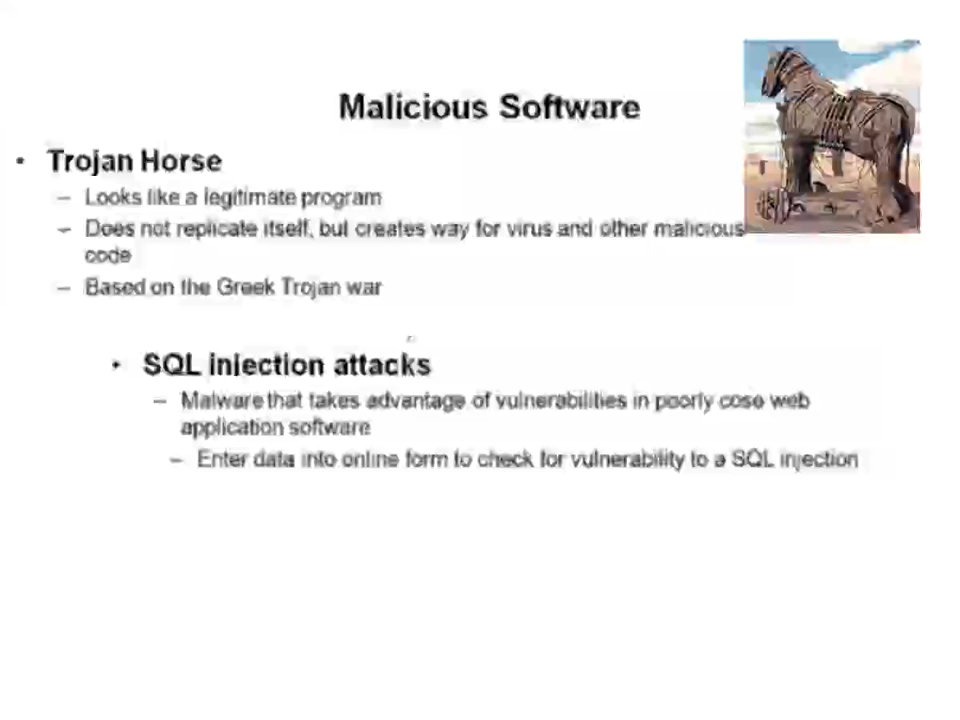 Malicious Software
• Trojan Horse
– Looks like a legitimate program
– Does not replicate itself, but creates way for virus and other malicious
code
– Based on the Greek Trojan war
• SQL injection attacks
– Malware that takes advantage of vulnerabilities in poorly cose web
application software
– Enter data into online form to check for vulnerability to a SQL injection